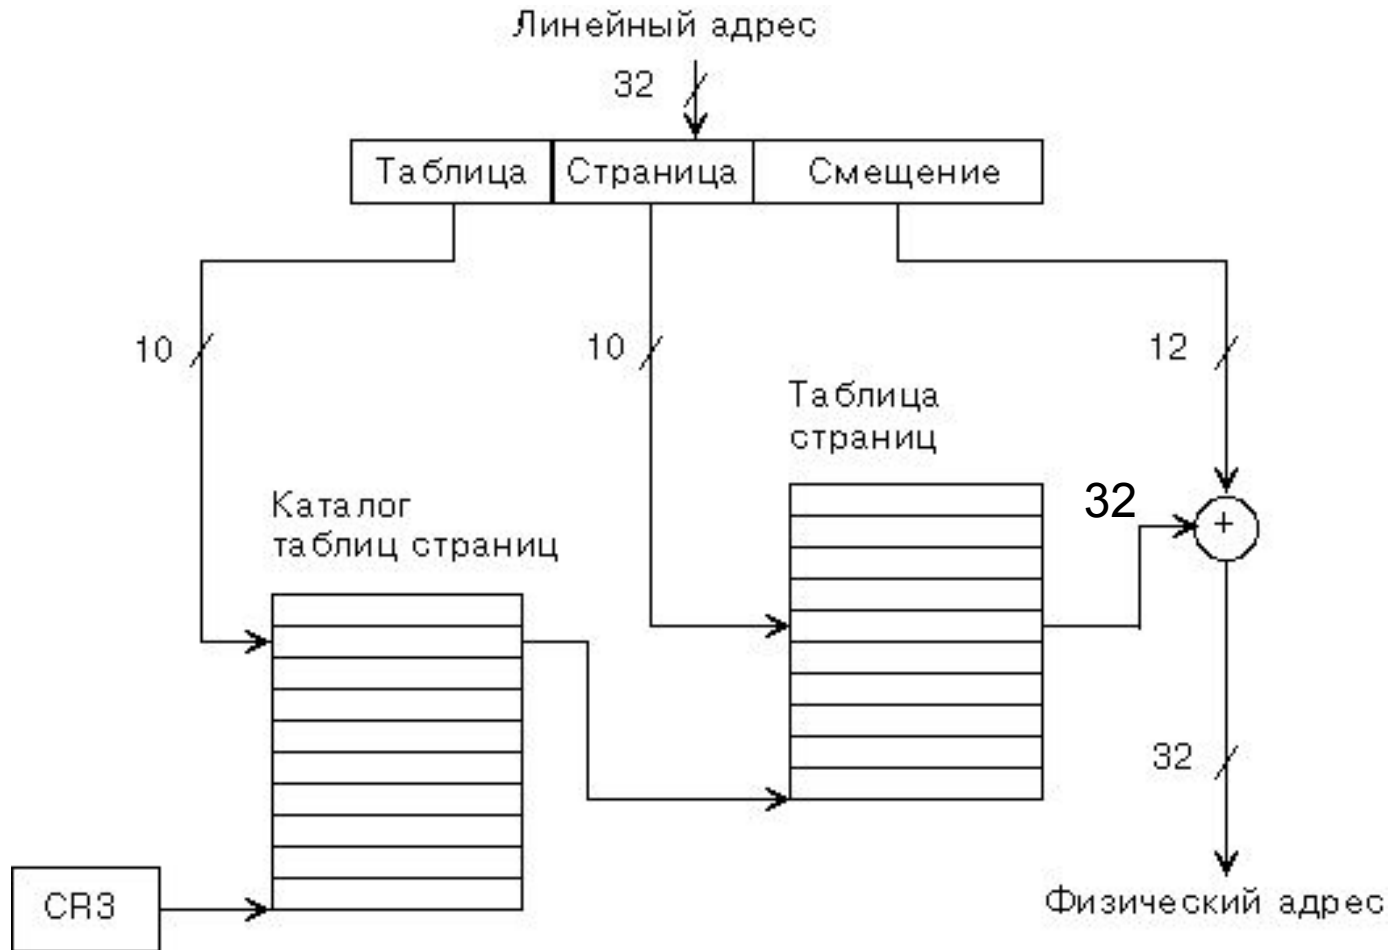 Линейный адрес
32
Таблица
Страница
Смещение
10
10
12
Таблица
страниц
32
Каталог
таблиц страниц
+
32
CR3
Физический адрес